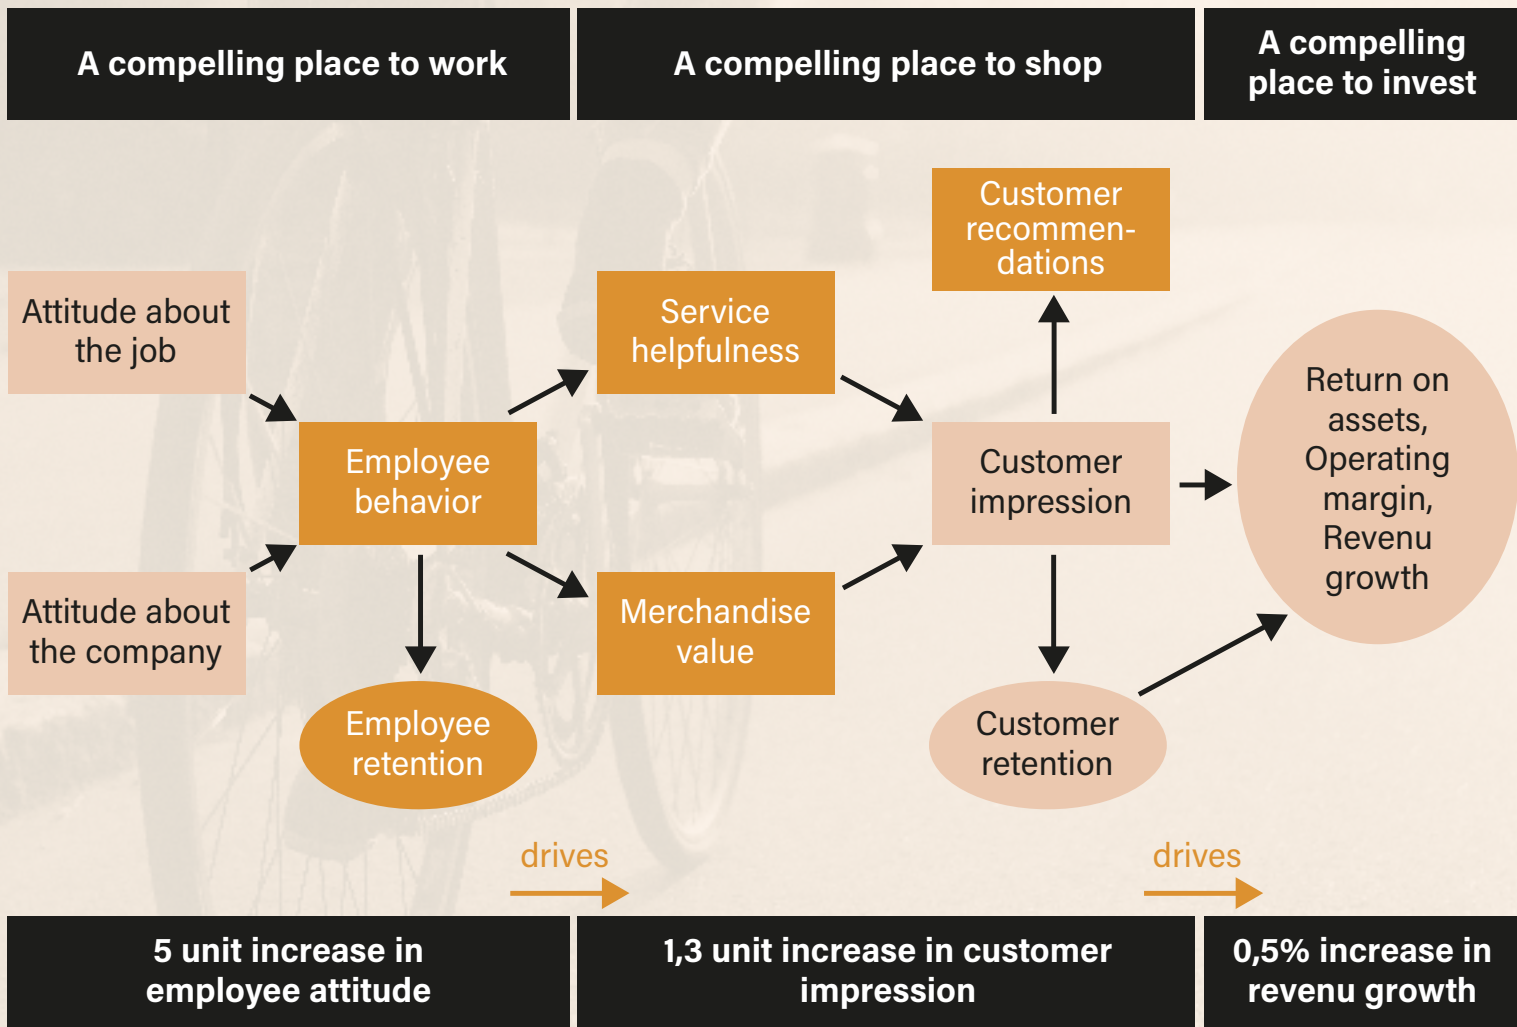 A compelling place to work
A compelling place to shop
A compelling
place to invest
Customer
recommen-
dations
Attitude about
the job
Service
helpfulness
Return on
assets,
Operating
margin,
Revenu
growth
Employee
behavior
Customer
impression
Attitude about
the company
Merchandise
value
Employee
retention
Customer
retention
drives
drives
5 unit increase in
employee attitude
1,3 unit increase in customer
impression
0,5% increase in
revenu growth